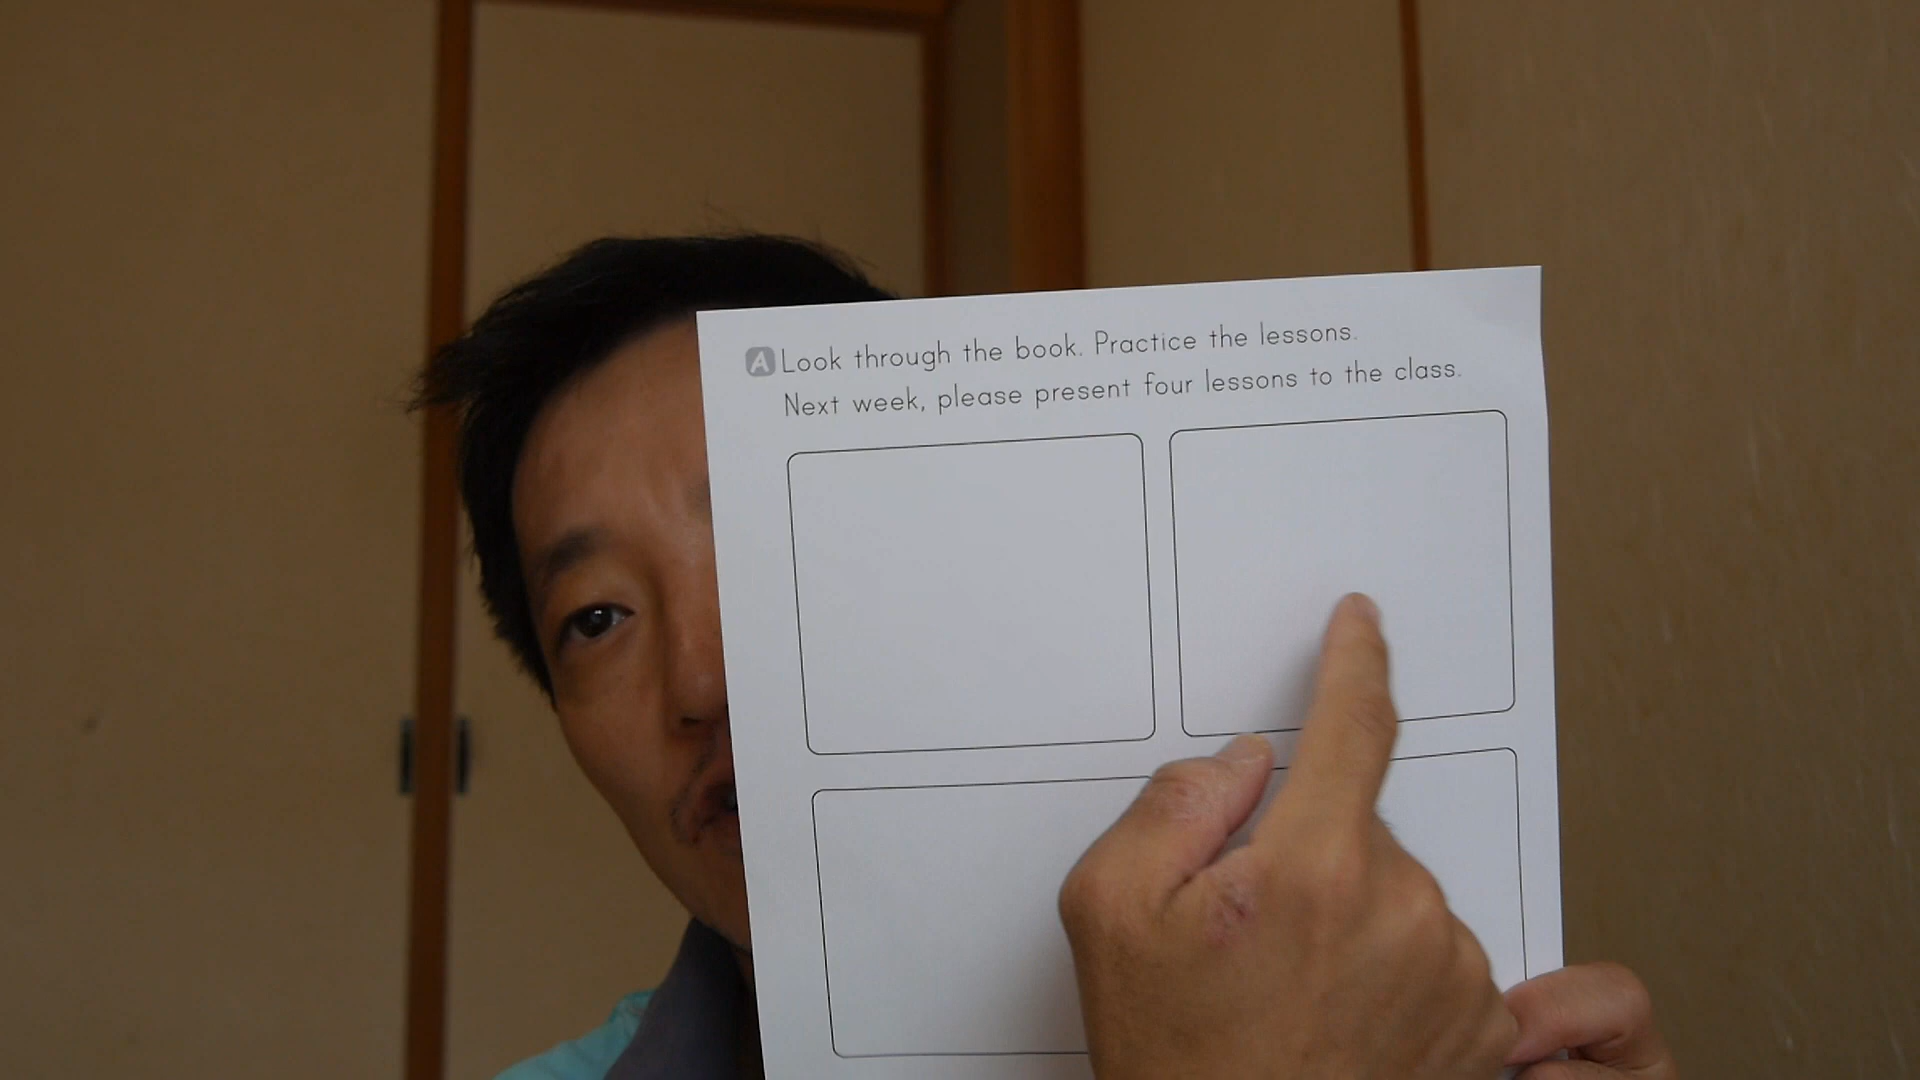 A Look through the book. Practice the lessons.
Next week, please present four lessons to the class.